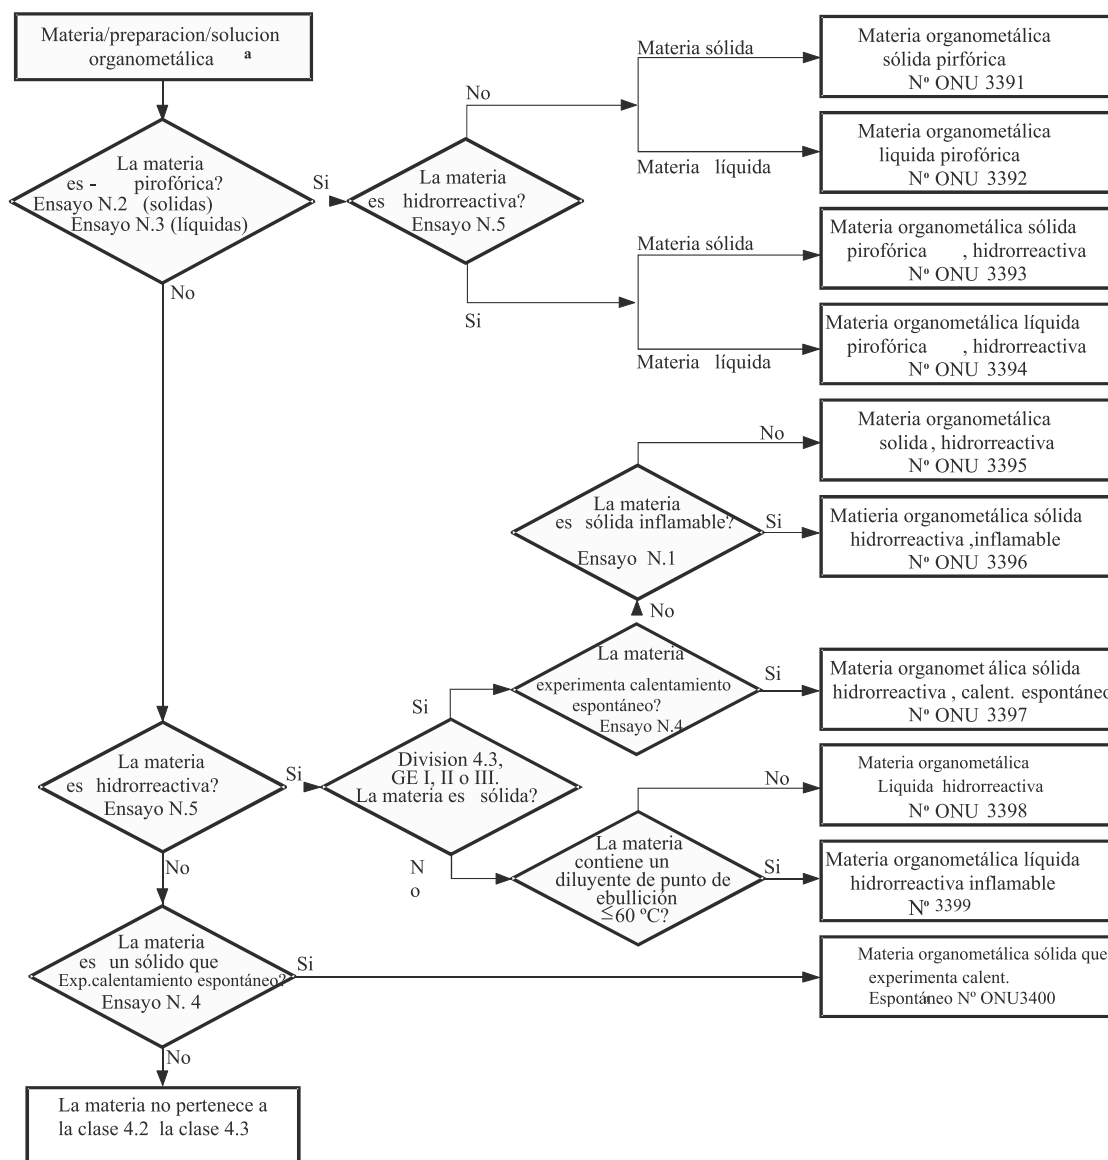 Materia/preparacion/solucion
organometálica a
La materia
es - pirofórica?
Ensayo N.2 (solidas)
Ensayo N.3 (líquidas)
Si
No
La materia
es hidrorreactiva?
Ensayo N.5
No
Si
Materia sólida
Materia líquida
Materia sólida
Materia líquida
Materia organometálica
sólida pirfórica
Nº ONU 3391
Materia organometálica
liquida pirofórica
Nº ONU 3392
Materia organometálica sólida
pirofórica , hidrorreactiva
Nº ONU 3393
Materia organometálica líquida
pirofórica , hidrorreactiva
Nº ONU 3394
Materia organometálica
solida , hidrorreactiva
Nº ONU 3395
No
La materia
es sólida inflamable?
Ensayo N.1
Si
Matieria organometálica sólida
hidrorreactiva ,inflamable
Nº ONU 3396
No
La materia
experimenta calentamiento
espontáneo?
Ensayo N.4
Si
Materia organomet álica sólida
hidrorreactiva , calent. espontáneo
Nº ONU 3397
La materia
es hidrorreactiva?
Ensayo N.5
Si
No
Division 4.3,
GE I, II o III.
La materia es sólida?
Si
N
o
No
Materia organometálica
Liquida hidrorreactiva
Nº ONU 3398
La materia
contiene un
diluyente de punto de
ebullición
≤60 ºC?
Si
Materia organometálica líquida
hidrorreactiva inflamable
Nº 3399
La materia
es un sólido que
Exp.calentamiento espontáneo?
Ensayo N. 4
Si
Materia organometálica sólida que
experimenta calent.
Espontáneo Nº ONU3400
No
La materia no pertenece a
la clase 4.2 la clase 4.3